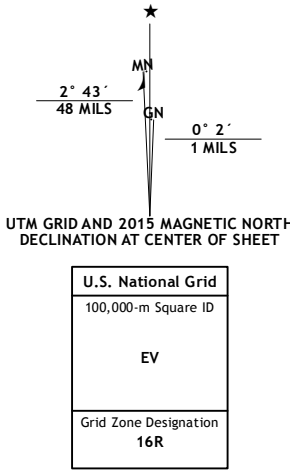 ★
MN
2° 43´
48 MILS
GN
0° 2´
1 MILS
UTM GRID AND 2015 MAGNETIC NORTH
DECLINATION AT CENTER OF SHEET
U.S. National Grid
100,000-m Square ID
EV
Grid Zone Designation
16R